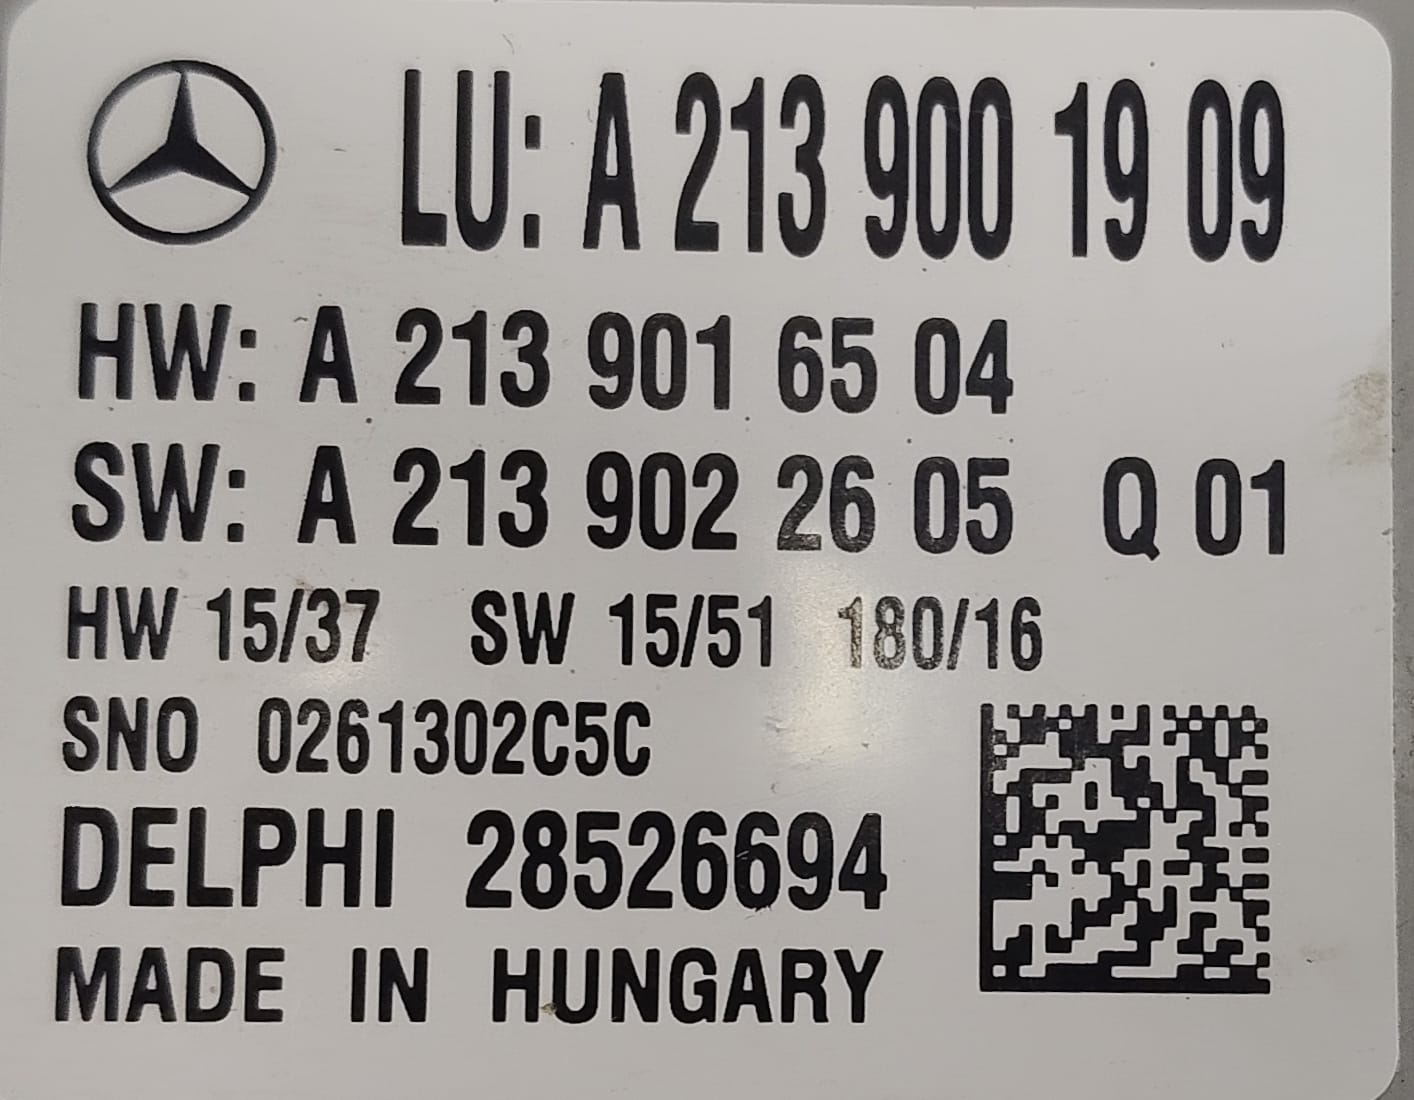 LU: A 213 900 19 09
HW: A 213 901 65 04
SW: A 213 902 26 05 Q 01
HW 15/37 SW 15/51 180/16
SNO 0261302C5C
DELPHI 28526694
MADE IN HUNGARY